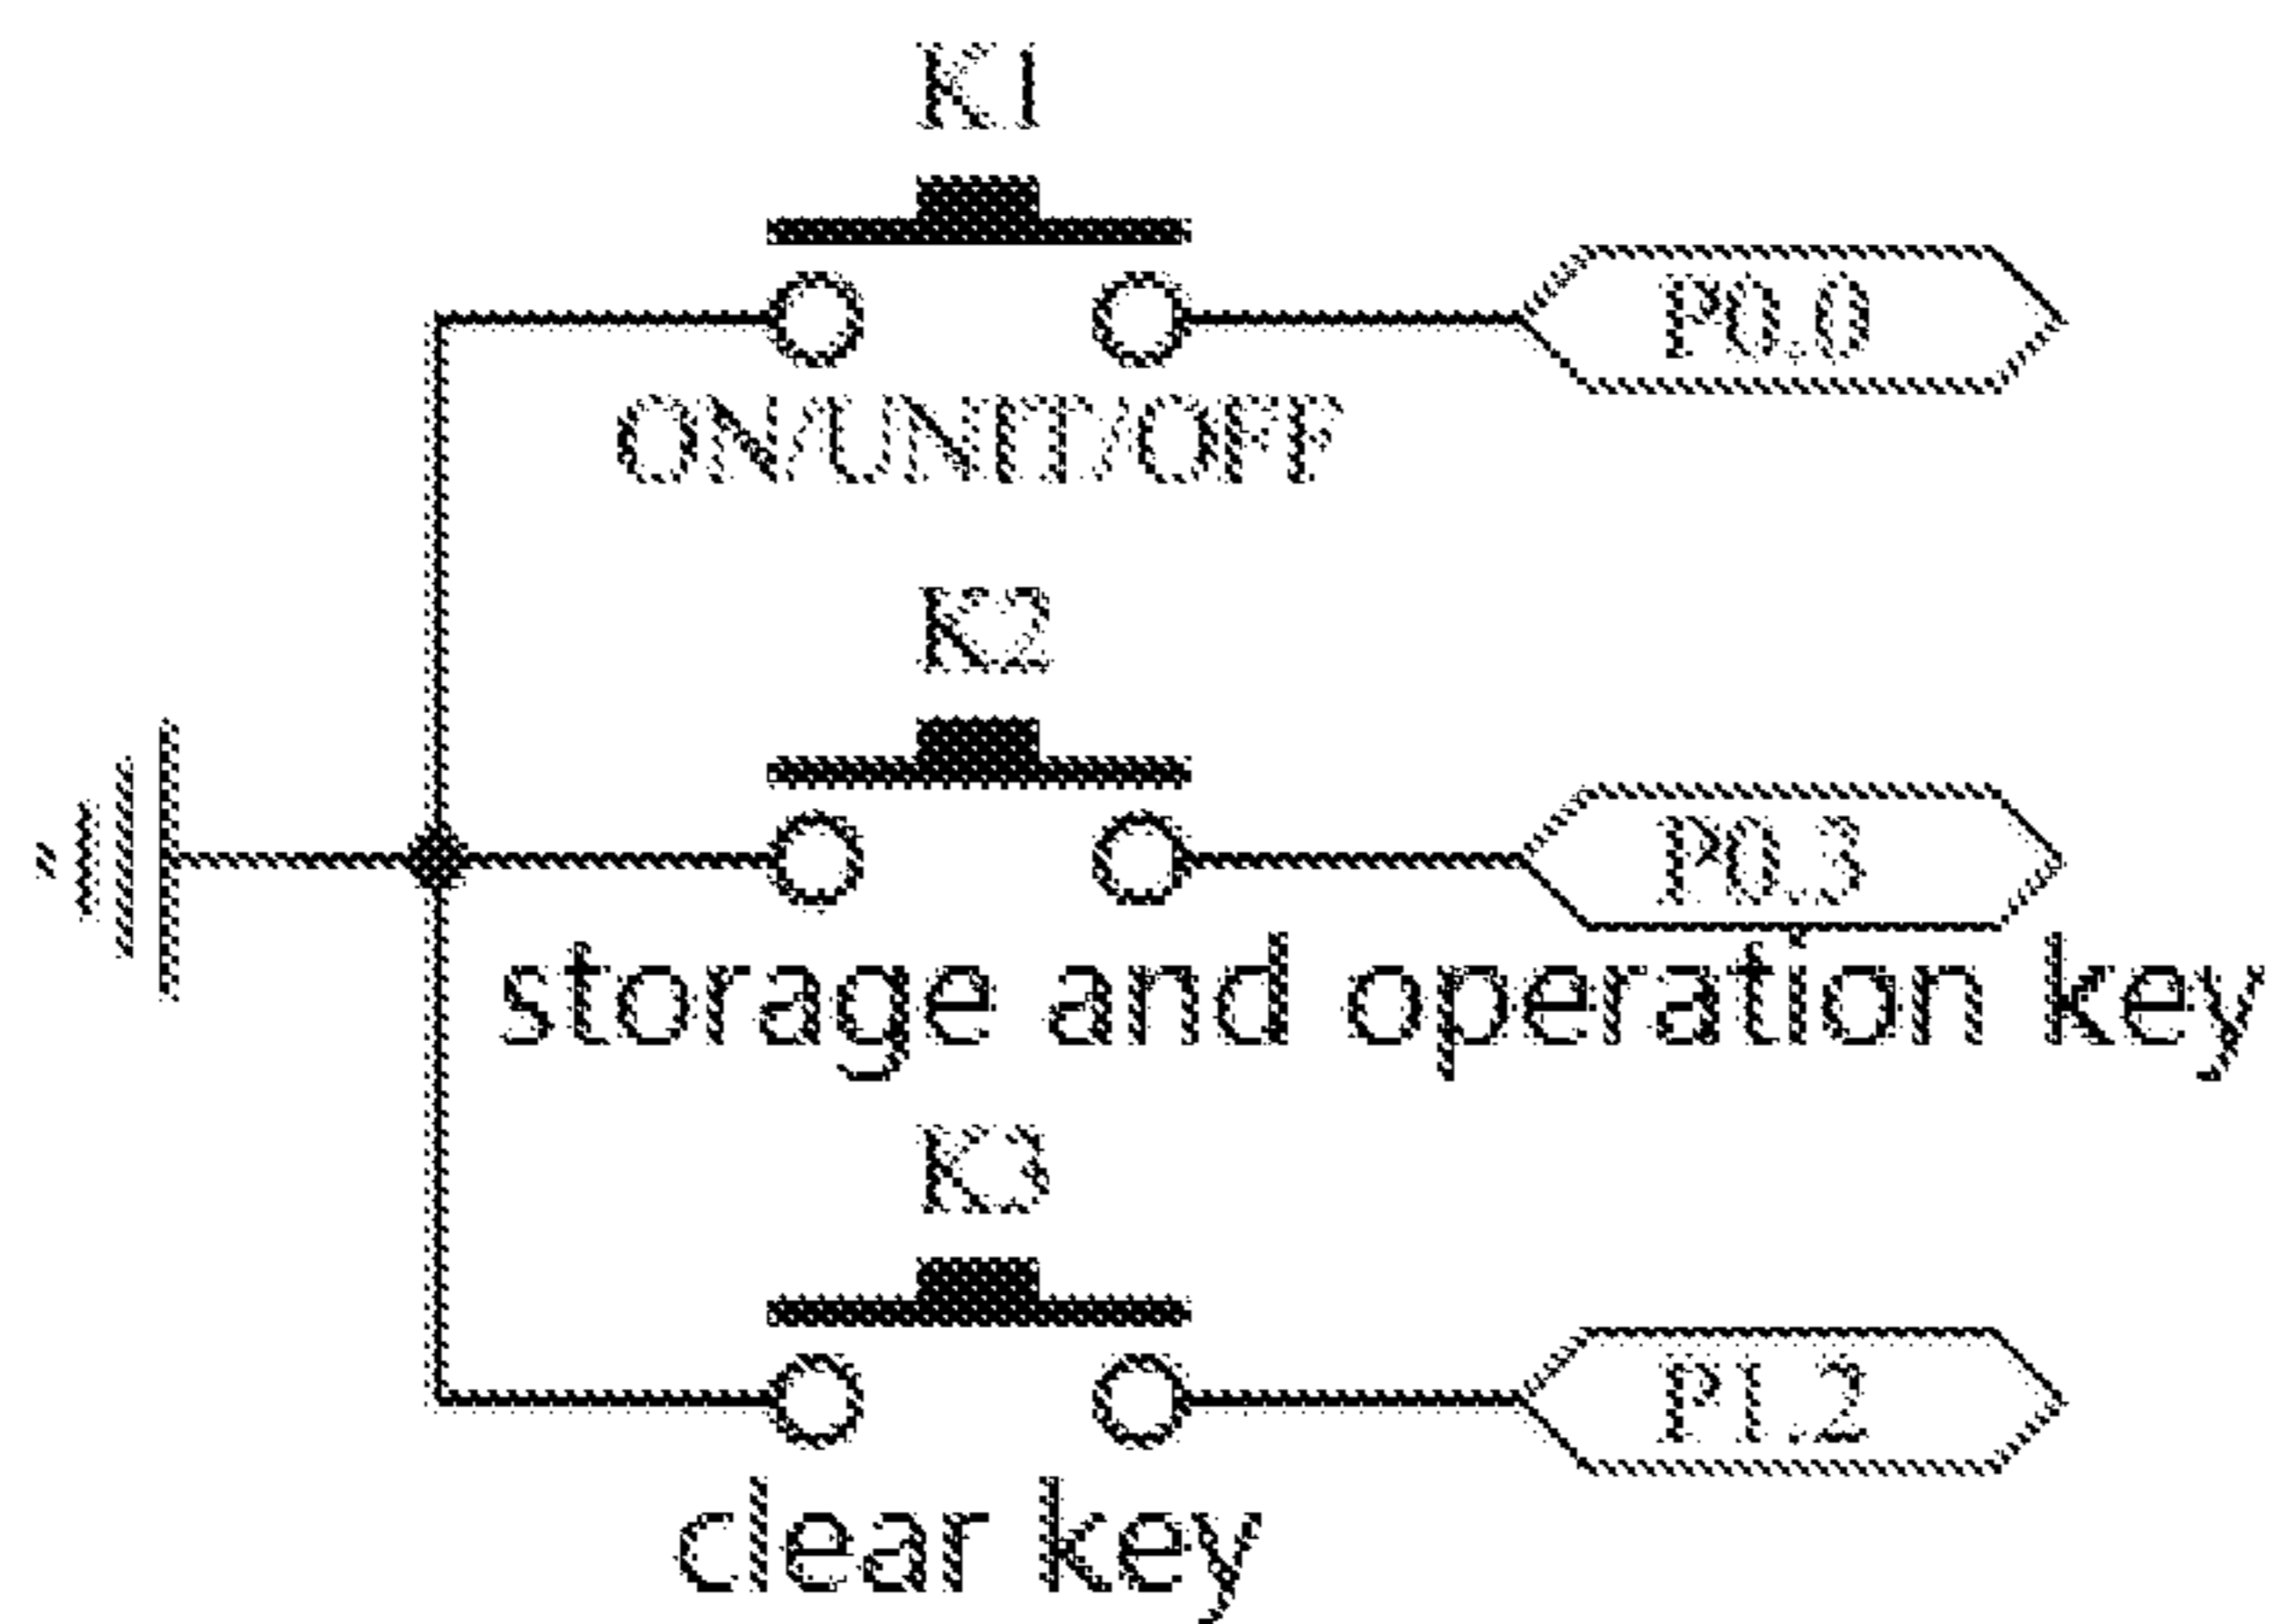 K1
P0.0
ON/UNIT/OFF
K2
P0.3
storage and operation key
K3
P1.2
clear key